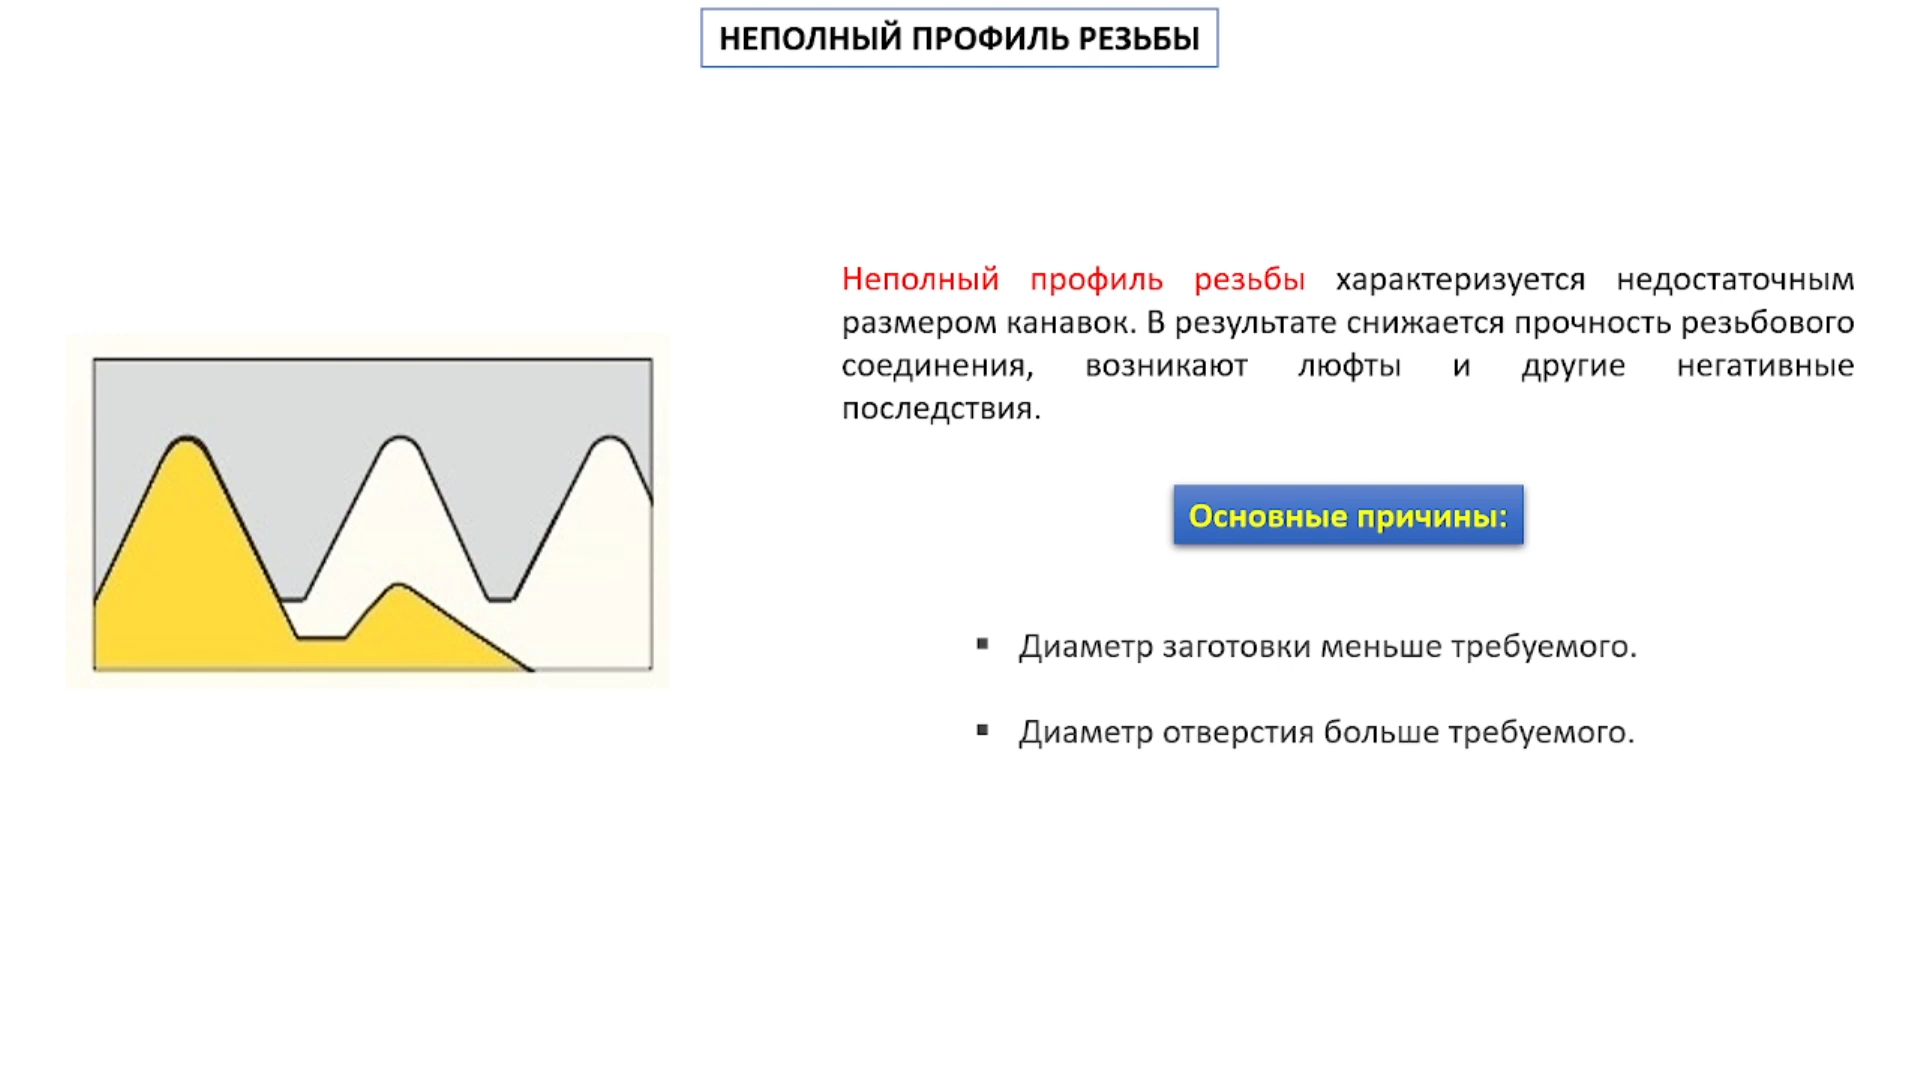 НЕПОЛНЫЙ ПРОФИЛЬ РЕЗЬБЫ
Неполный профиль резьбы характеризуется недостаточным
размером канавок. В результате снижается прочность резьбового
соединения, возникают люфты и другие негативные
последствия.
Основные причины:
▪ Диаметр заготовки меньше требуемого.
▪ Диаметр отверстия больше требуемого.